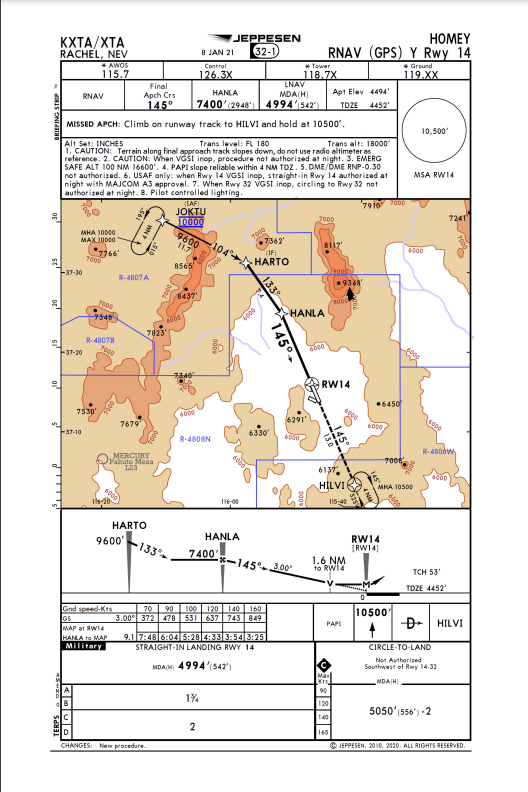 KXTA/XTA
JEPPESEN
HOMEY
RACHEL, NEV
8 JAN 21
32-1
RNAV (GPS) Y Rwy 14
* AWOS
Control
* Tower
* Ground
115.7
126.3X
118.7X
119.XX
BRIEFING STRIP
RNAV
Final
Apch Crs
145°
HANLA
7400'(2948')
LNAV
MDA(H)
4994'(542')
Apt Elev 4494'
TDZE 4452'
MISSED APCH: Climb on runway track to HILVI and hold at 10500'.
10,500'
MSA RW14
Alt Set: INCHES
Trans level: FL 180
Trans alt: 18000'
1. CAUTION: Terrain along final approach track slopes down, do not use radio altimeter as
reference. 2. CAUTION: When VGSI inop, procedure not authorized at night. 3. EMERG
SAFE ALT 100 NM 16600'. 4. PAPI slope reliable within 4 NM TDZ. 5. DME/DME RNP-0.30
not authorized. 6. USAF only: when Rwy 14 VGSI inop, straight-in Rwy 14 authorized at
night with MAJCOM A3 approval. 7. When Rwy 32 VGSI inop, circling to Rwy 32 not
authorized at night. 8. Pilot controlled lighting.
(IAF)
JOKTU
0000
195°
4 NM
015°
MHA 10000
MAX 10000
9600
117
104°
7910'
7241'
7362'
(IF)
HARTO
8117'
7766'
8565'
8437'
7823'
R-4807A
133°
7.4
9348'
HANLA
7348'
R-4807B
145°
7340'
RW14
7530'
7679'
R-4808N
6330'
6291'
6450'
145°
13.0
7008'
R-4806W
MERCURY
Pahute Mesa
L23
6137'
HILVI
MHA 10500
145°
4 NM
325°
37-30
37-20
37-10
30
25
20
15
10
5
0
5
116-20
116-00
115-40
6000
7000
8000
9000
HARTO
9600'
133°
HANLA
7400'
145°
3.00°
1.6 NM
to RW14
RW14
[RW14]
V
M
TCH 53'
TDZE 4452'
0
Gnd speed-Kts 70 90 100 120 140 160
GS 3.00° 372 478 531 637 743 849
MAP at RW14
HANLA to MAP 9.1 7:48 6:04 5:28 4:33 3:54 3:25
PAPI
10500'
D
HILVI
Military
STRAIGHT-IN LANDING RWY 14
CIRCLE-TO-LAND
MDA(H) 4994'(542')
C
Not Authorized
Southwest of Rwy 14-32
Max
Kts
MDA(H)
A
B
C
D
1¾
2
90
120
140
165
5050'(556') -2
AMEND 0
TERPS
CHANGES: New procedure.
© JEPPESEN, 2010, 2020. ALL RIGHTS RESERVED.